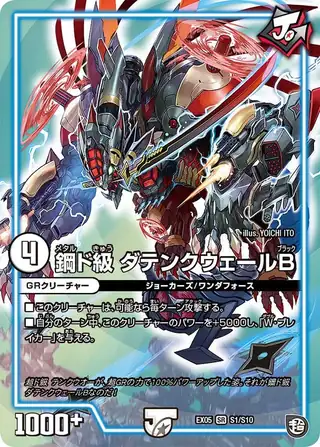 J
illus. YOICHI ITO
4
メタル きゅう ブラック
鋼ド級 ダテンクウェールB
GRクリーチャー
ジョーカーズ/ワンダフォース
■このクリーチャーは、可能なら毎ターン攻撃する。
■自分のターン中、このクリーチャーのパワーを+5000し、「W・ブレ
イカー」を与える。
超ド級 テンクウオーが、超GRの力で100%パワーアップした姿。それが鋼ド級
ダテンクウェールBなのだ!
1000+
J
EX05 SR S1/S10
超